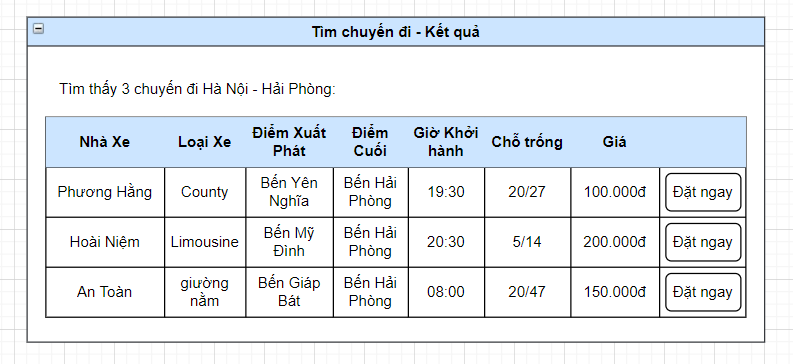 Tìm chuyến đi - Kết quả
Tìm thấy 3 chuyến đi Hà Nội - Hải Phòng:
Nhà Xe Loại Xe Điểm Xuất Phát Điểm Cuối Giờ Khởi hành Chỗ trống Giá
Phương Hằng County Bến Yên Nghĩa Bến Hải Phòng 19:30 20/27 100.000đ Đặt ngay
Hoài Niệm Limousine Bến Mỹ Đình Bến Hải Phòng 20:30 5/14 200.000đ Đặt ngay
An Toàn giường nằm Bến Giáp Bát Bến Hải Phòng 08:00 20/47 150.000đ Đặt ngay